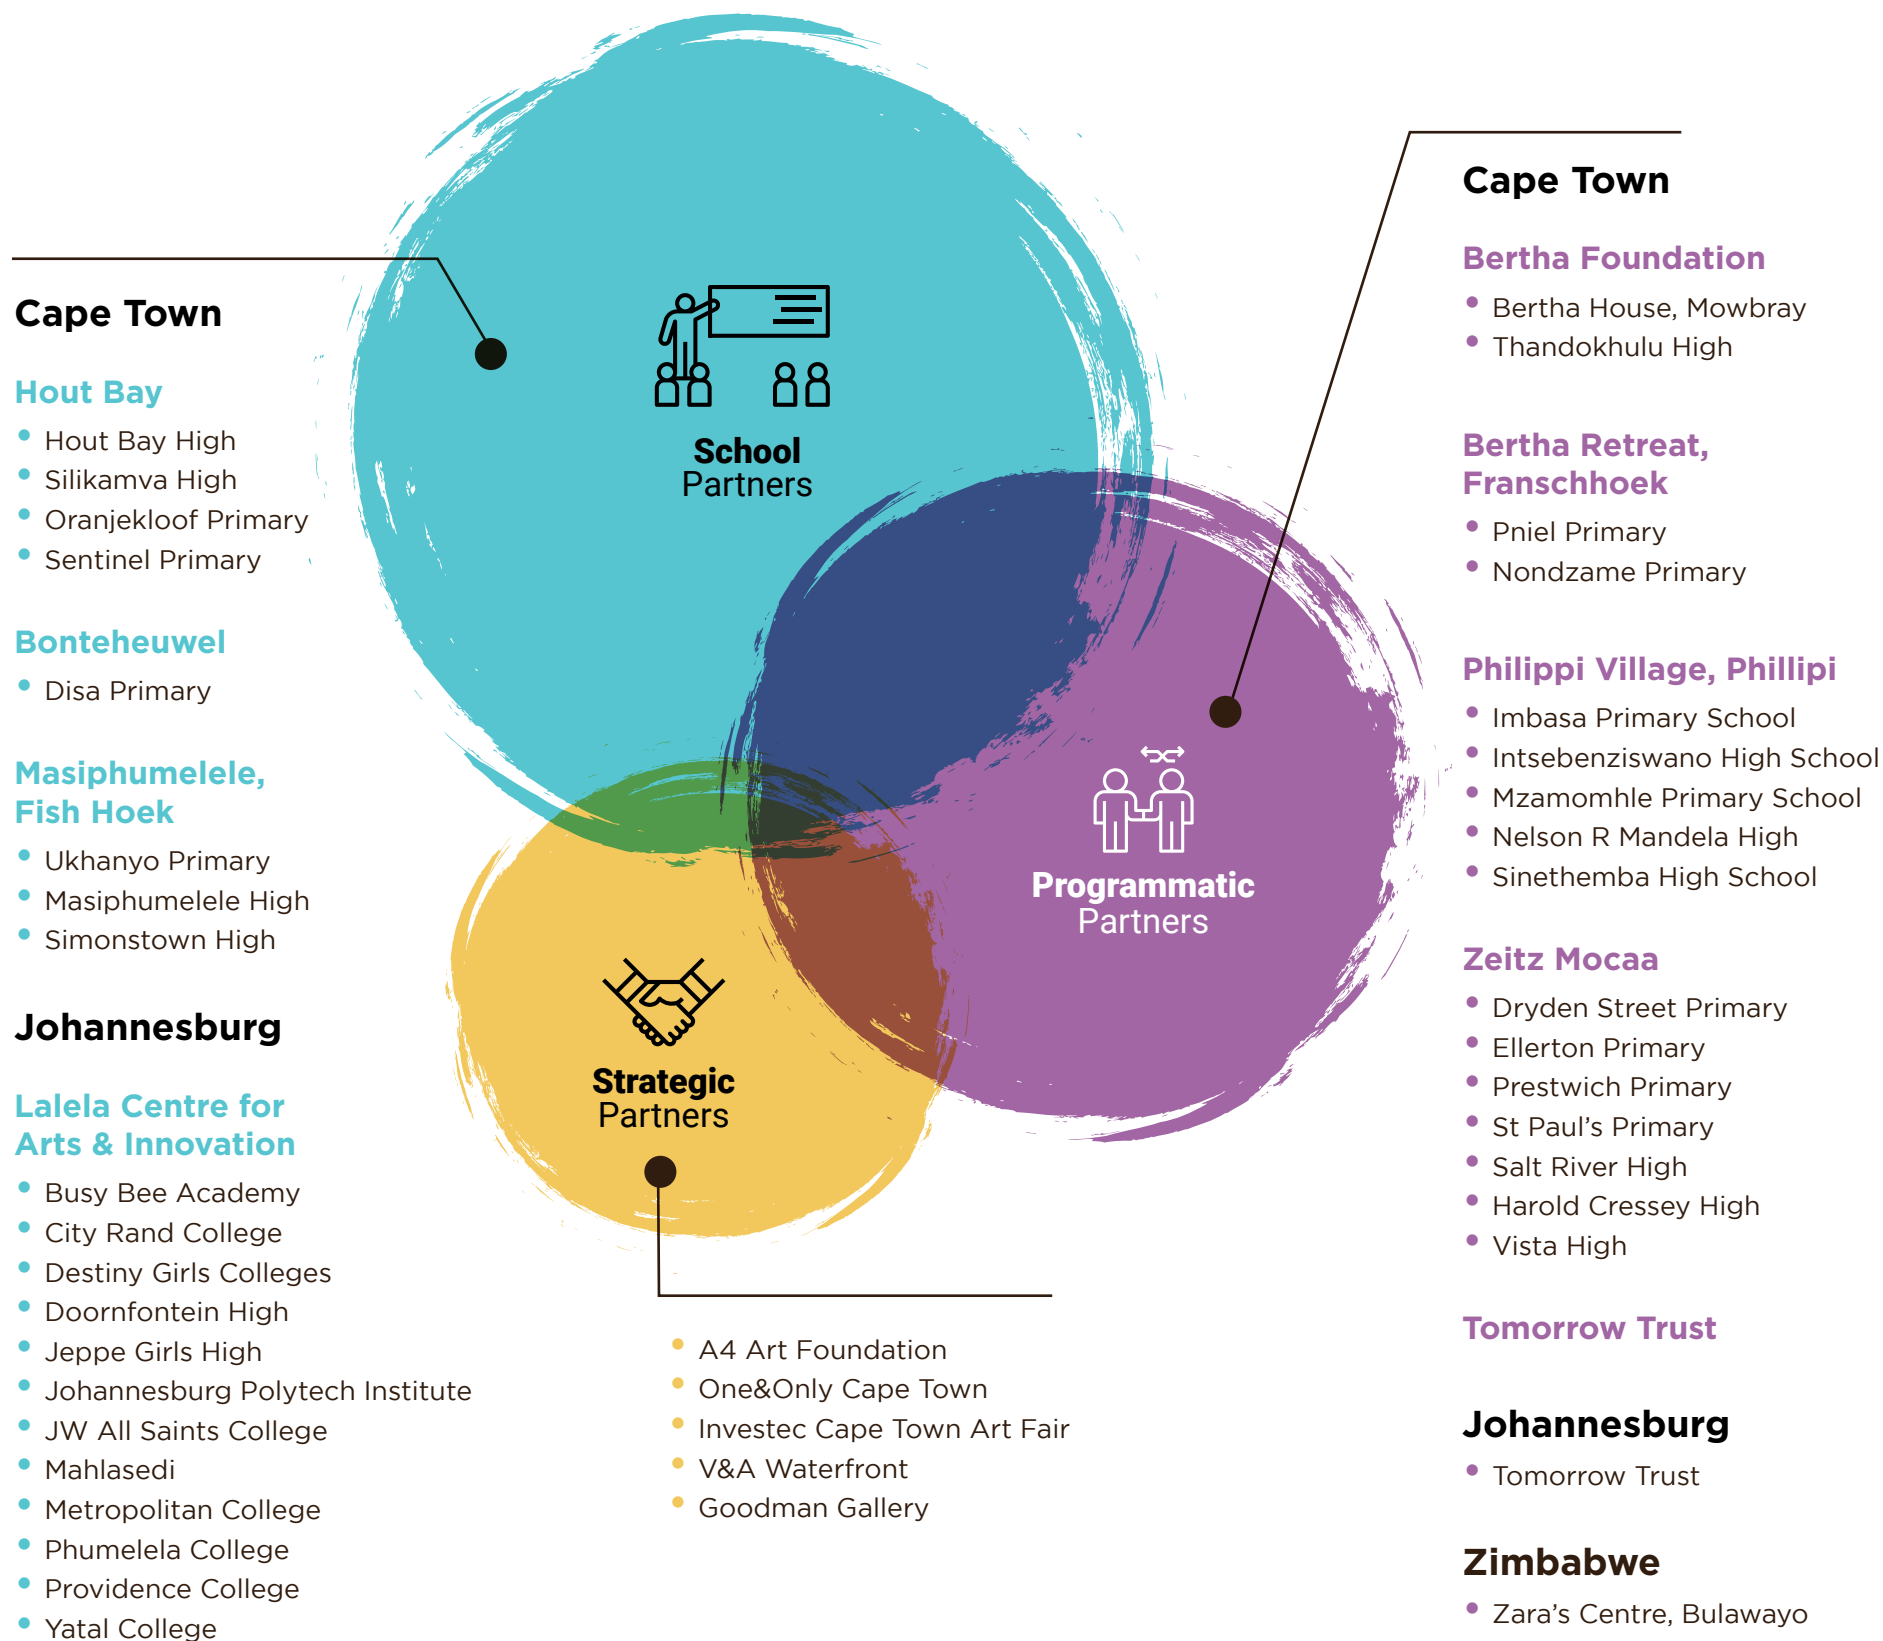 Cape Town
Hout Bay
Hout Bay High
Silikamva High
Oranjekloof Primary
Sentinel Primary
Bonteheuwel
Disa Primary
Masiphumelele,
Fish Hoek
Ukhanyo Primary
Masiphumelele High
Simonstown High
Johannesburg
Lalela Centre for
Arts & Innovation
Busy Bee Academy
City Rand College
Destiny Girls Colleges
Doornfontein High
Jeppe Girls High
Johannesburg Polytech Institute
JW All Saints College
Mahlasedi
Metropolitan College
Phumelela College
Providence College
Yatal College
School
Partners
Programmatic
Partners
Strategic
Partners
A4 Art Foundation
One&Only Cape Town
Investec Cape Town Art Fair
V&A Waterfront
Goodman Gallery
Cape Town
Bertha Foundation
Bertha House, Mowbray
Thandokhulu High
Bertha Retreat,
Franschhoek
Pniel Primary
Nondzame Primary
Philippi Village, Phillipi
Imbasa Primary School
Intsebenziswano High School
Mzamomhle Primary School
Nelson R Mandela High
Sinethemba High School
Zeitz Mocaa
Dryden Street Primary
Ellerton Primary
Prestwich Primary
St Paul's Primary
Salt River High
Harold Cressey High
Vista High
Tomorrow Trust
Johannesburg
Tomorrow Trust
Zimbabwe
Zara's Centre, Bulawayo